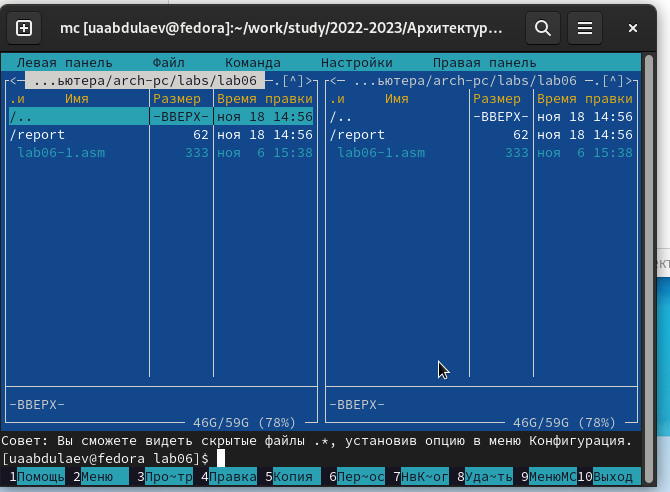 mc [uaabdulaev@fedora]:~/work/study/2022-2023/Архитектур...
Левая панель Файл Команда Настройки Правая панель
<— ...ьютера/arch-pc/labs/lab06 —.[^]> <— ...ьютера/arch-pc/labs/lab06 —.[^]>
.и Имя Размер Время правки .и Имя Размер Время правки
/.. -ВВЕРХ- ноя 18 14:56 /.. -ВВЕРХ- ноя 18 14:56
/report 62 ноя 18 14:56 /report 62 ноя 18 14:56
lab06-1.asm 333 ноя 6 15:38 lab06-1.asm 333 ноя 6 15:38
-ВВЕРХ- -ВВЕРХ-
46G/59G (78%) 46G/59G (78%)
Совет: Вы сможете видеть скрытые файлы .*, установив опцию в меню Конфигурация.
[uaabdulaev@fedora lab06]$
1Помощь 2Меню 3Про~тр 4Правка 5Копия 6Пер~ос 7НвК~ог 8Уда~ть 9МенюMC 10Выход